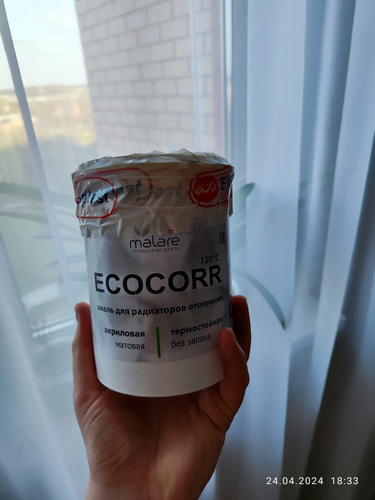 malare
professional paints
120°C
ECOCORR
эмаль для радиаторов отопления
акриловая
матовая
термостойкая
без запаха
24.04.2024 18:33